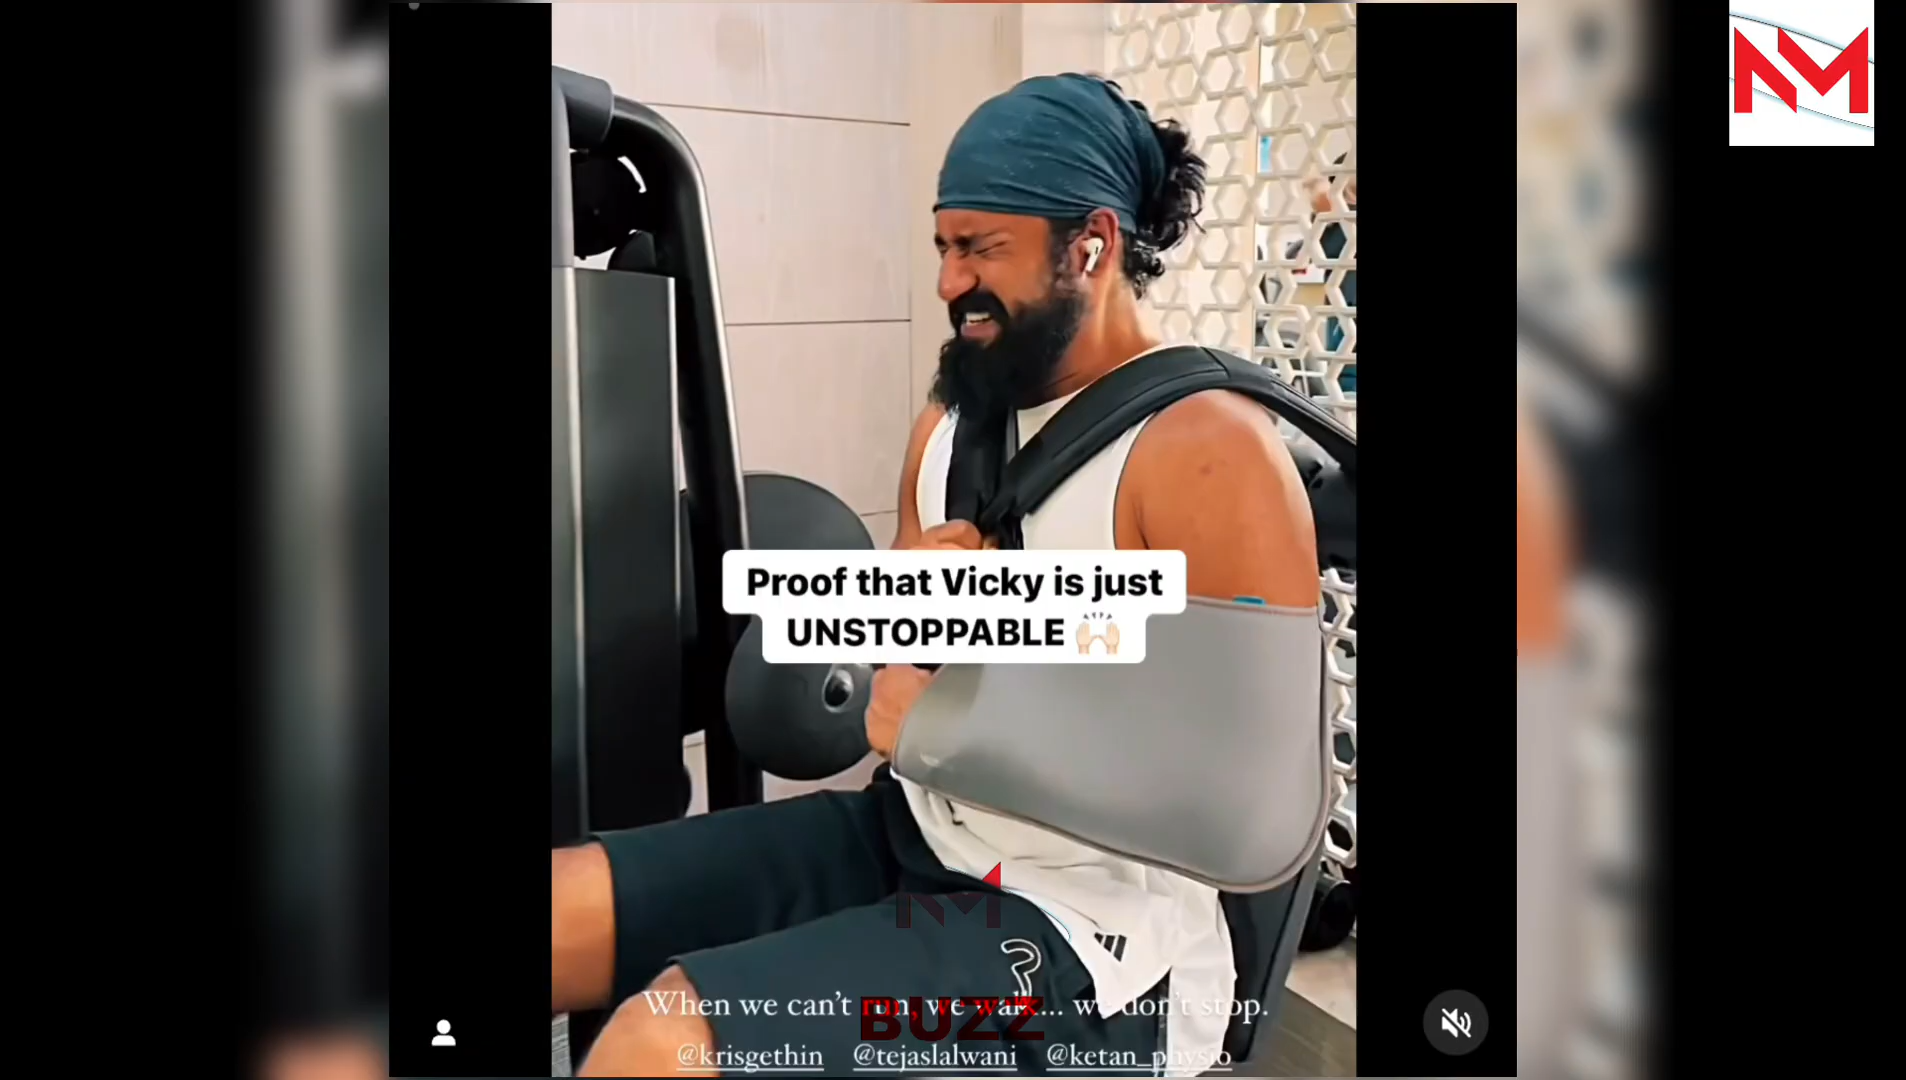 NM
Proof that Vicky is just
UNSTOPPABLE 🙌🏻
When we can't run, we walk... we don't stop.
BUZZ
@krisgethin @tejaslalwani @ketan_physio